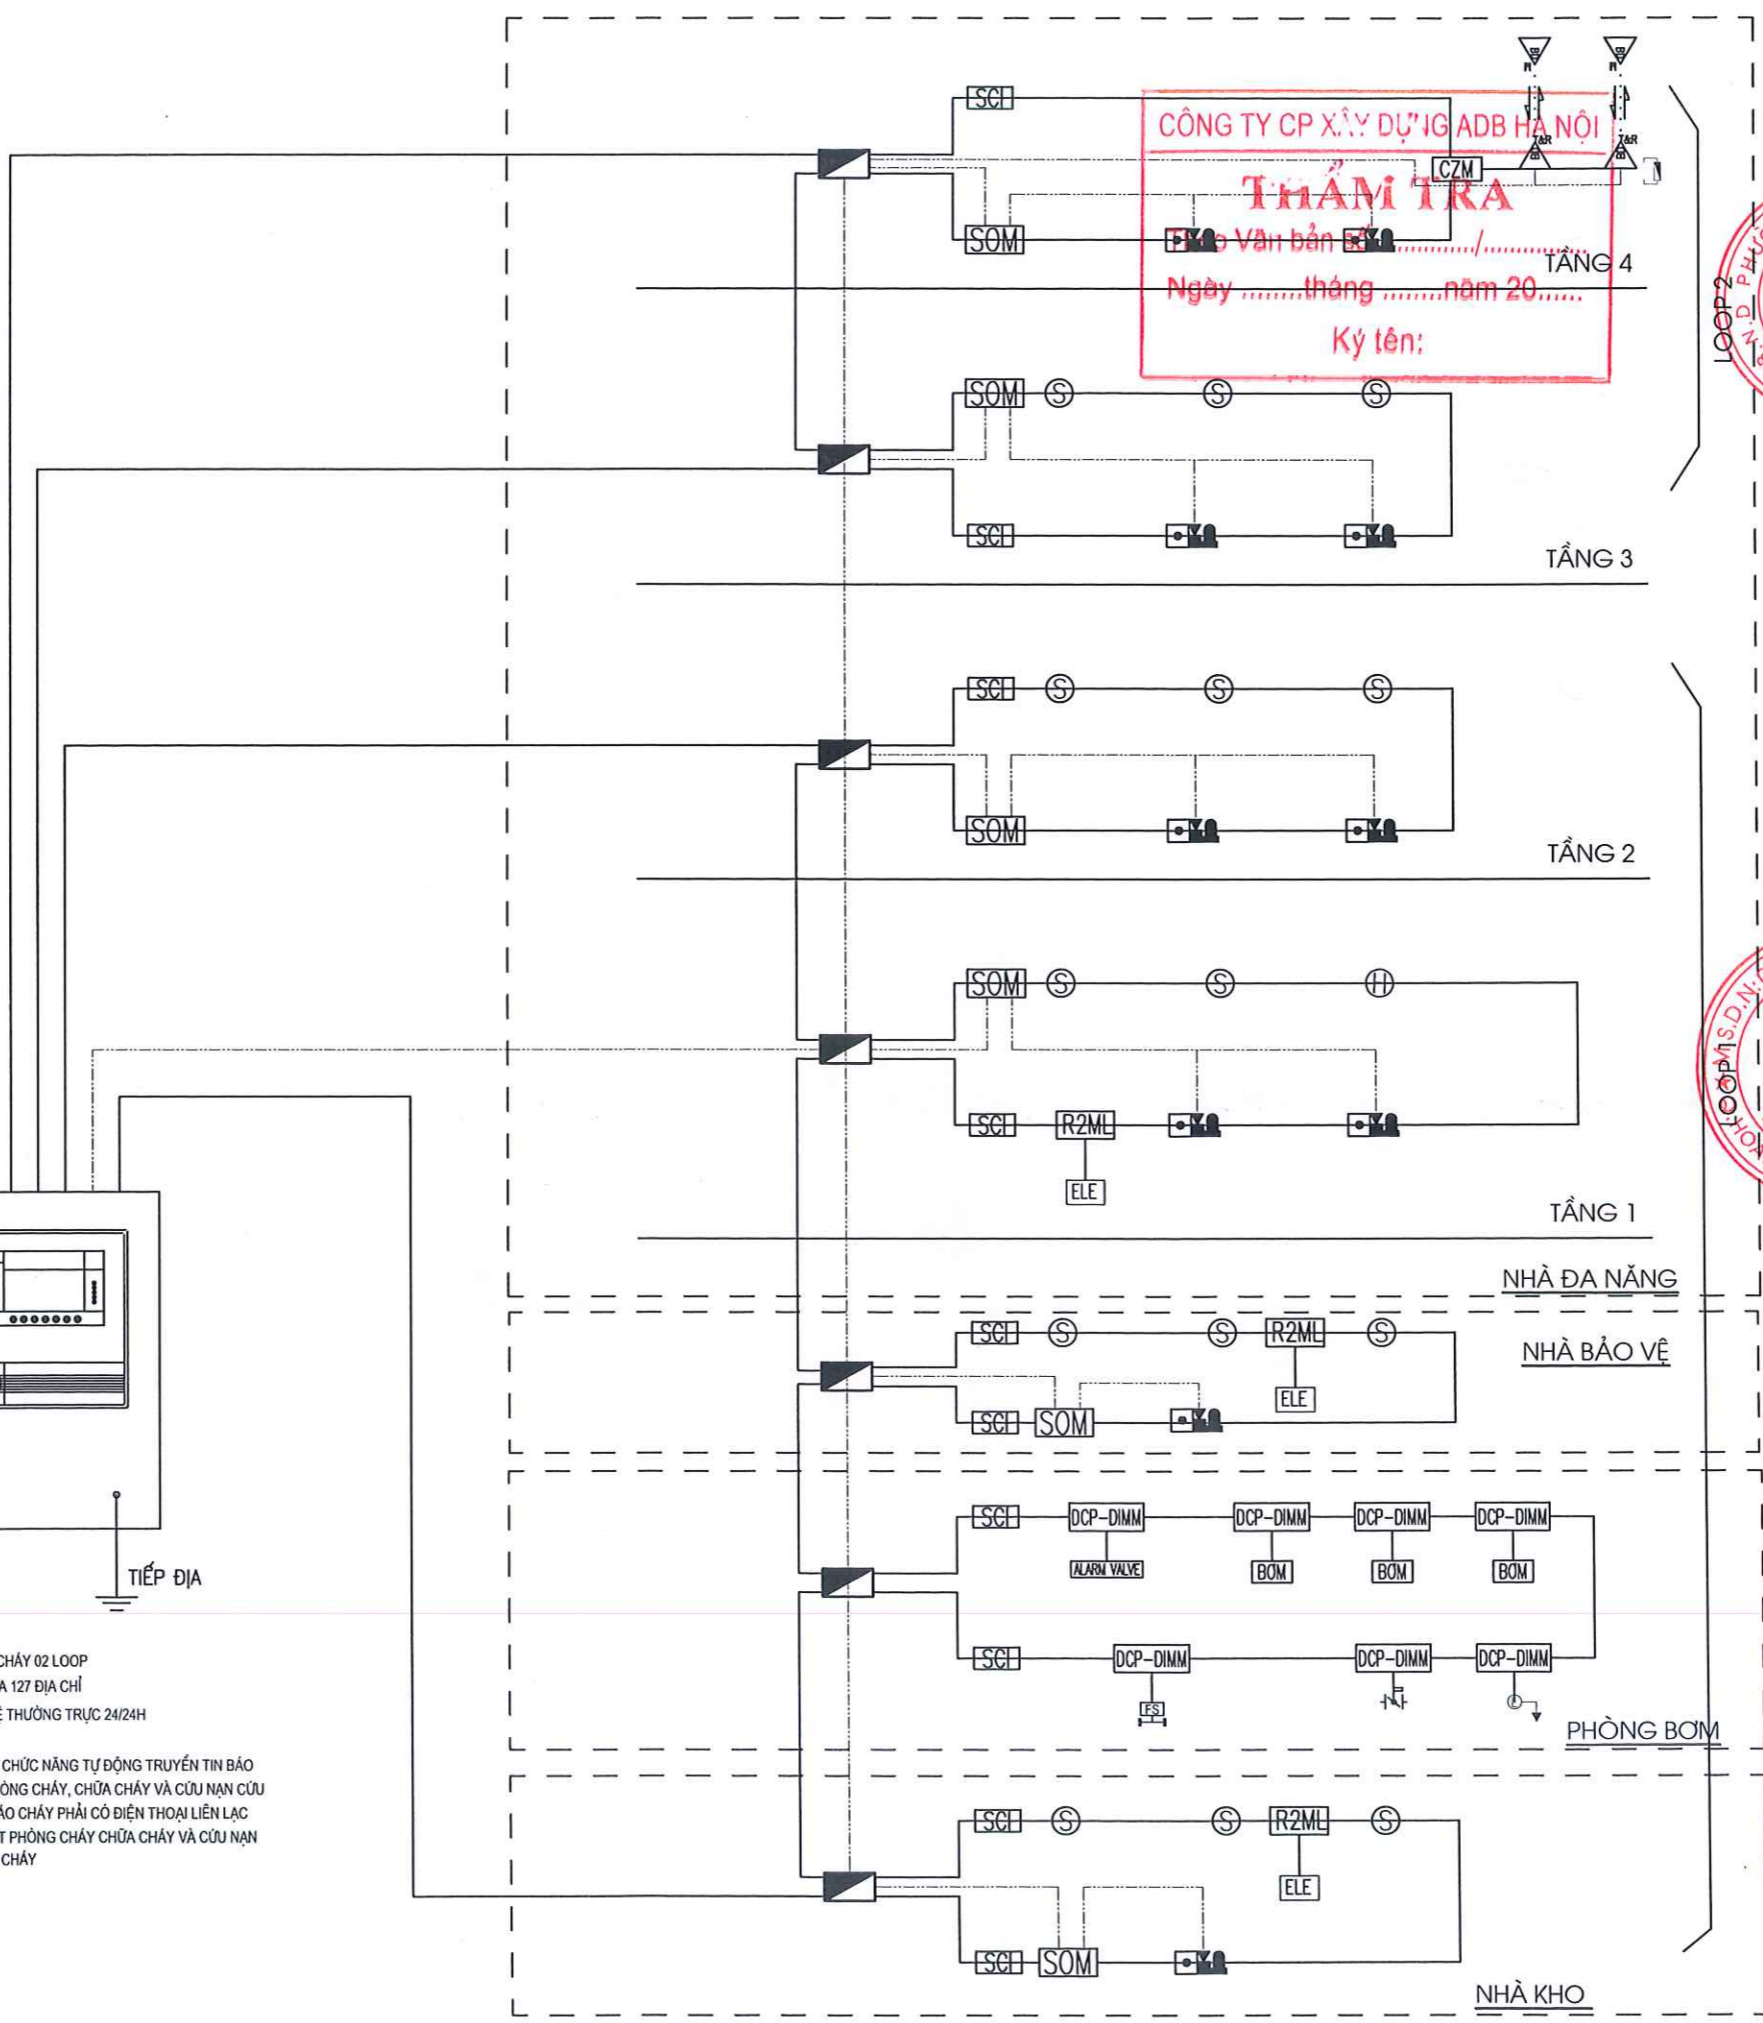 BĐ BĐ
M M
SCI
CÔNG TY CP XÂY DỰNG ADB HÀ NỘI
T&R T&R
BĐ BĐ
CZM
THẨM TRA
SOM
Theo Văn bản số ............/..............
TẦNG 4
Ngày ........tháng ........năm 20......
Ký tên:
LOOP 2
SOM S S S
SCI
TẦNG 3
SCI S S S
SOM
TẦNG 2
SOM S S H
LOOP 1
M.S.D.N:
SCI R2ML
ELE
TẦNG 1
NHÀ ĐA NĂNG
SCI S S R2ML S
NHÀ BẢO VỆ
ELE
SCI SOM
SCI DCP-DIMM DCP-DIMM DCP-DIMM DCP-DIMM
ALARM VALVE BƠM BƠM BƠM
TIẾP ĐỊA
SCI DCP-DIMM DCP-DIMM DCP-DIMM
FS
PHÒNG BƠM
CHÁY 02 LOOP
A 127 ĐỊA CHỈ
Ệ THƯỜNG TRỰC 24/24H
CHỨC NĂNG TỰ ĐỘNG TRUYỀN TIN BÁO
ÒNG CHÁY, CHỮA CHÁY VÀ CỨU NẠN CỨU
ÁO CHÁY PHẢI CÓ ĐIỆN THOẠI LIÊN LẠC
T PHÒNG CHÁY CHỮA CHÁY VÀ CỨU NẠN
CHÁY
SCI S S R2ML S
ELE
SCI SOM
NHÀ KHO